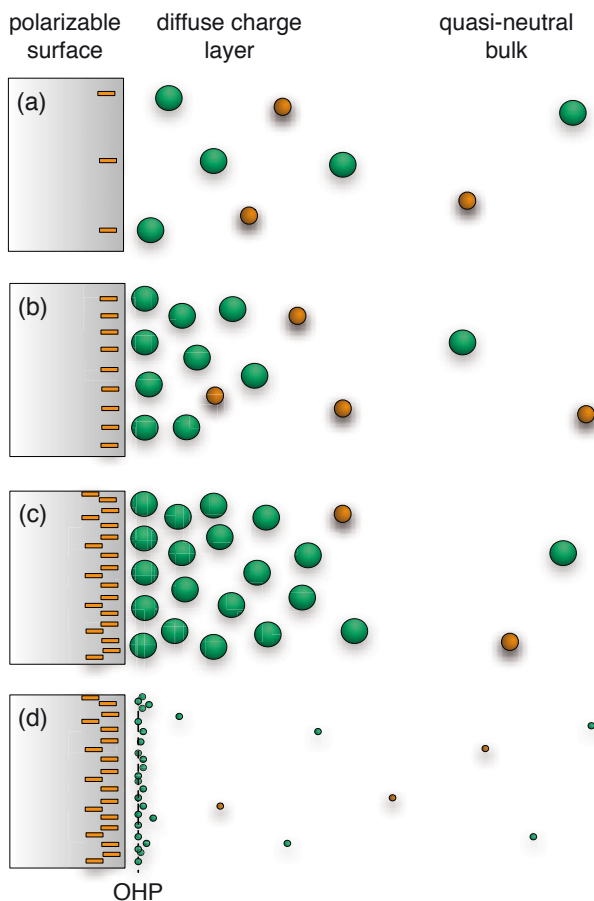 polarizable
surface
diffuse charge
layer
quasi-neutral
bulk
(a)
(b)
(c)
(d)
OHP